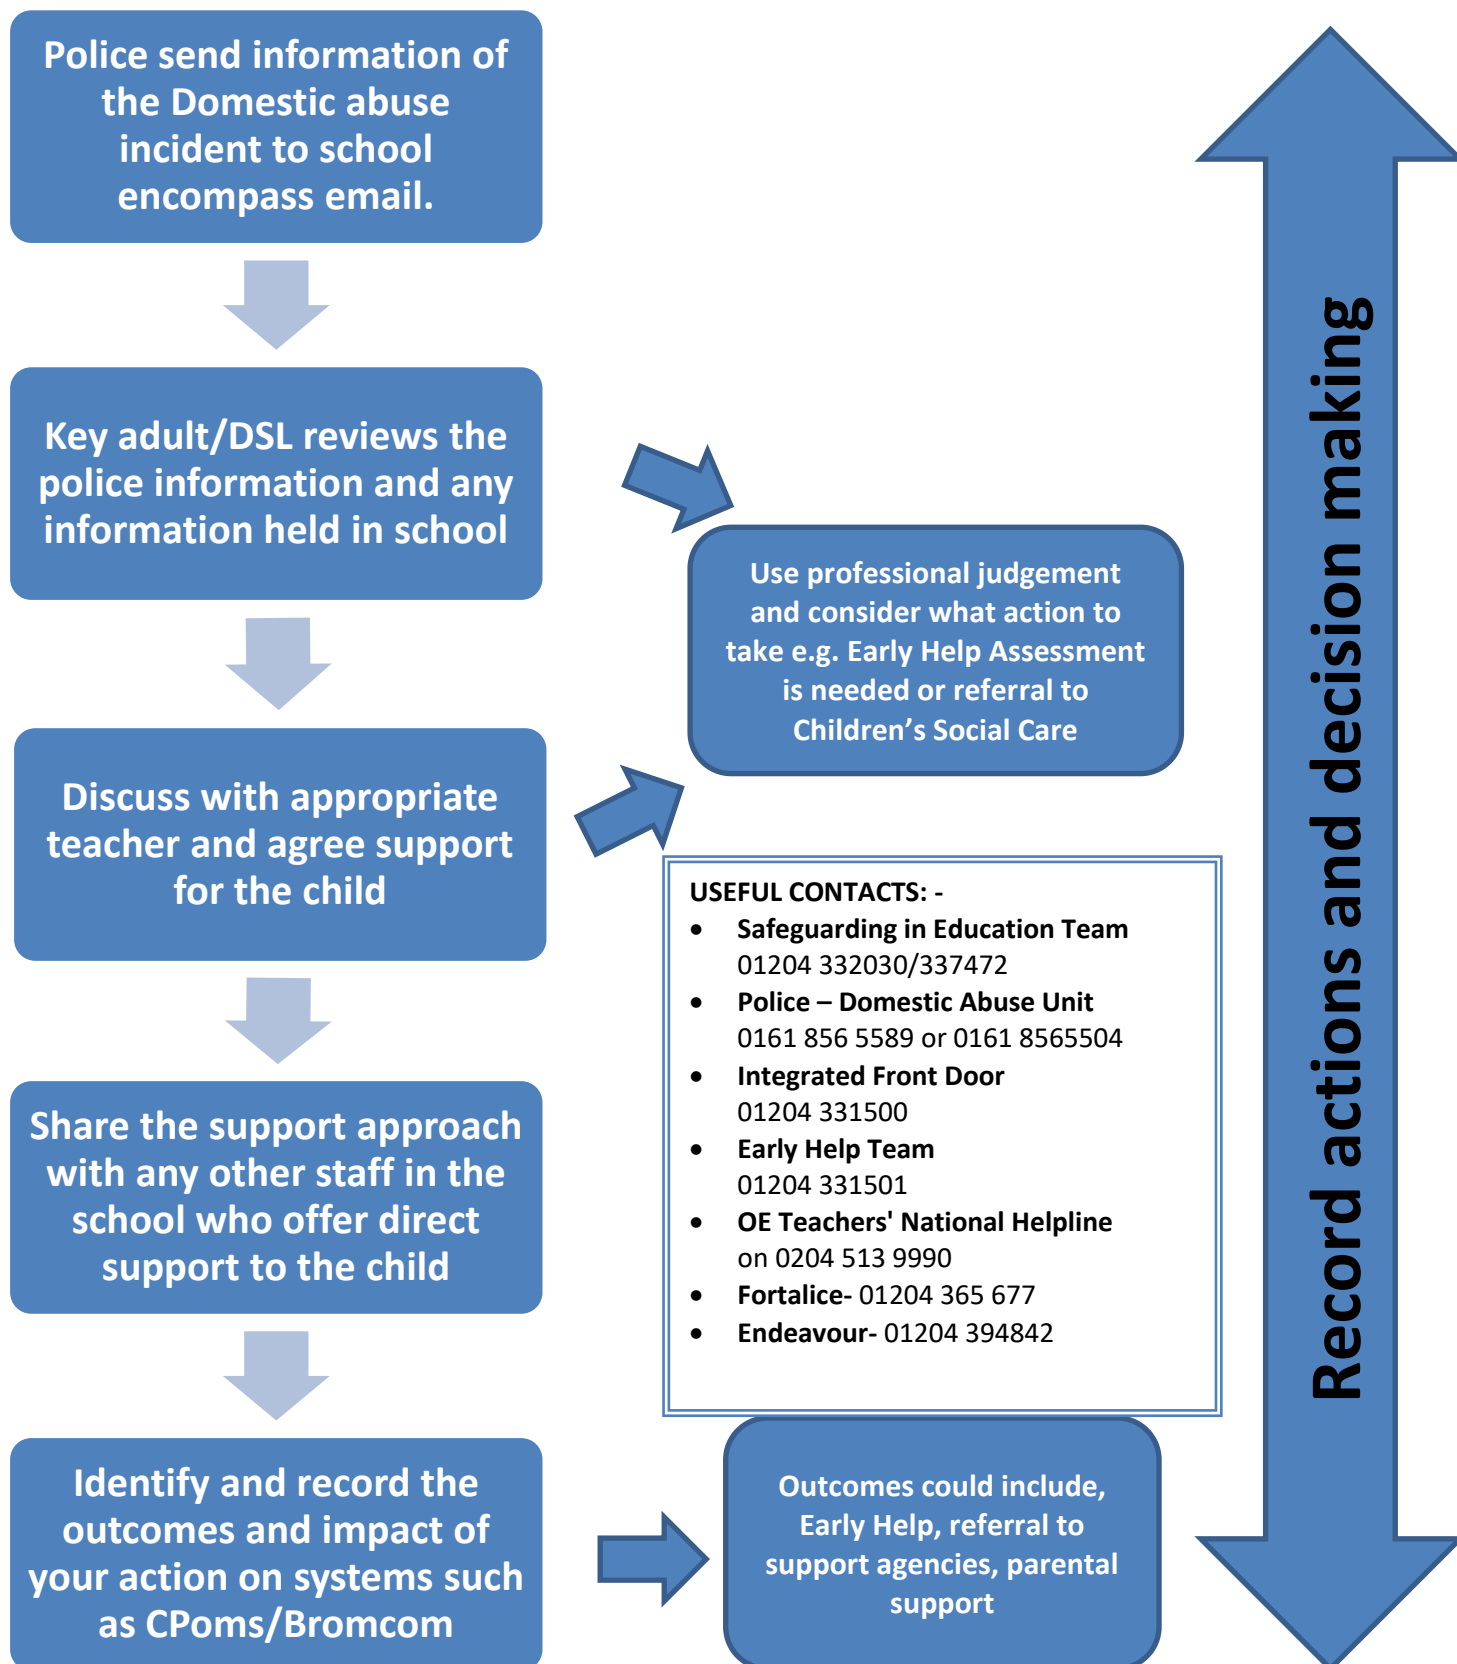 Police send information of
the Domestic abuse
incident to school
encompass email.
Key adult/DSL reviews the
police information and any
information held in school
Use professional judgement
and consider what action to
take e.g. Early Help Assessment
is needed or referral to
Children’s Social Care
Discuss with appropriate
teacher and agree support
for the child
USEFUL CONTACTS: -
• Safeguarding in Education Team
01204 332030/337472
• Police – Domestic Abuse Unit
0161 856 5589 or 0161 8565504
• Integrated Front Door
01204 331500
• Early Help Team
01204 331501
• OE Teachers' National Helpline
on 0204 513 9990
• Fortalice- 01204 365 677
• Endeavour- 01204 394842
Share the support approach
with any other staff in the
school who offer direct
support to the child
Identify and record the
outcomes and impact of
your action on systems such
as CPoms/Bromcom
Outcomes could include,
Early Help, referral to
support agencies, parental
support
Record actions and decision making